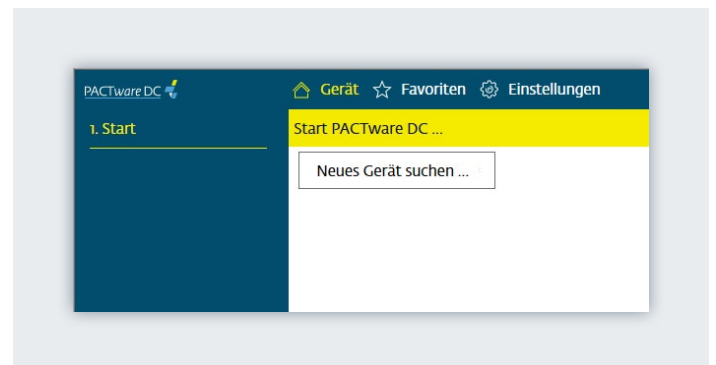 PACTware DC
Gerät Favoriten Einstellungen
1. Start
Start PACTware DC ...
Neues Gerät suchen ...